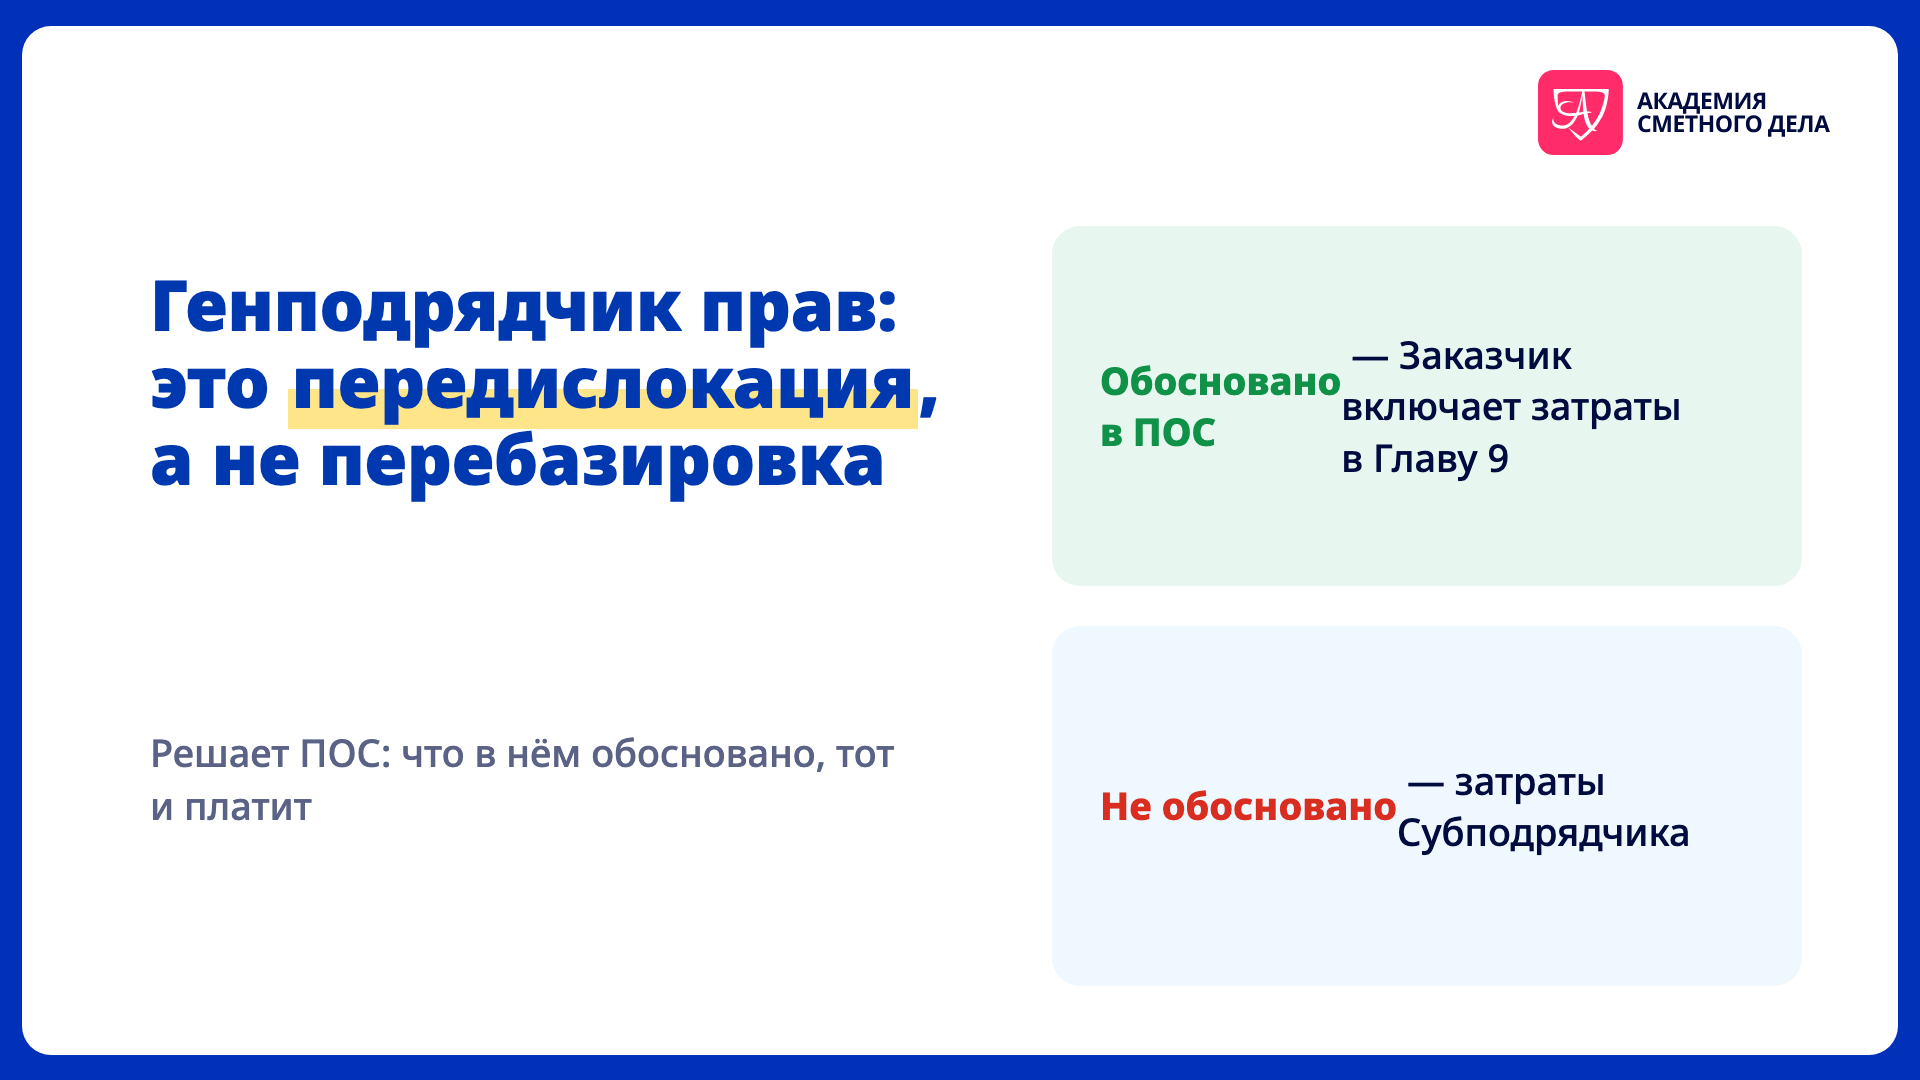 АКАДЕМИЯ
СМЕТНОГО ДЕЛА
Генподрядчик прав:
это передислокация,
а не перебазировка
Решает ПОС: что в нём обосновано, тот
и платит
Обосновано
в ПОС
— Заказчик
включает затраты
в Главу 9
Не обосновано
— затраты
Субподрядчика